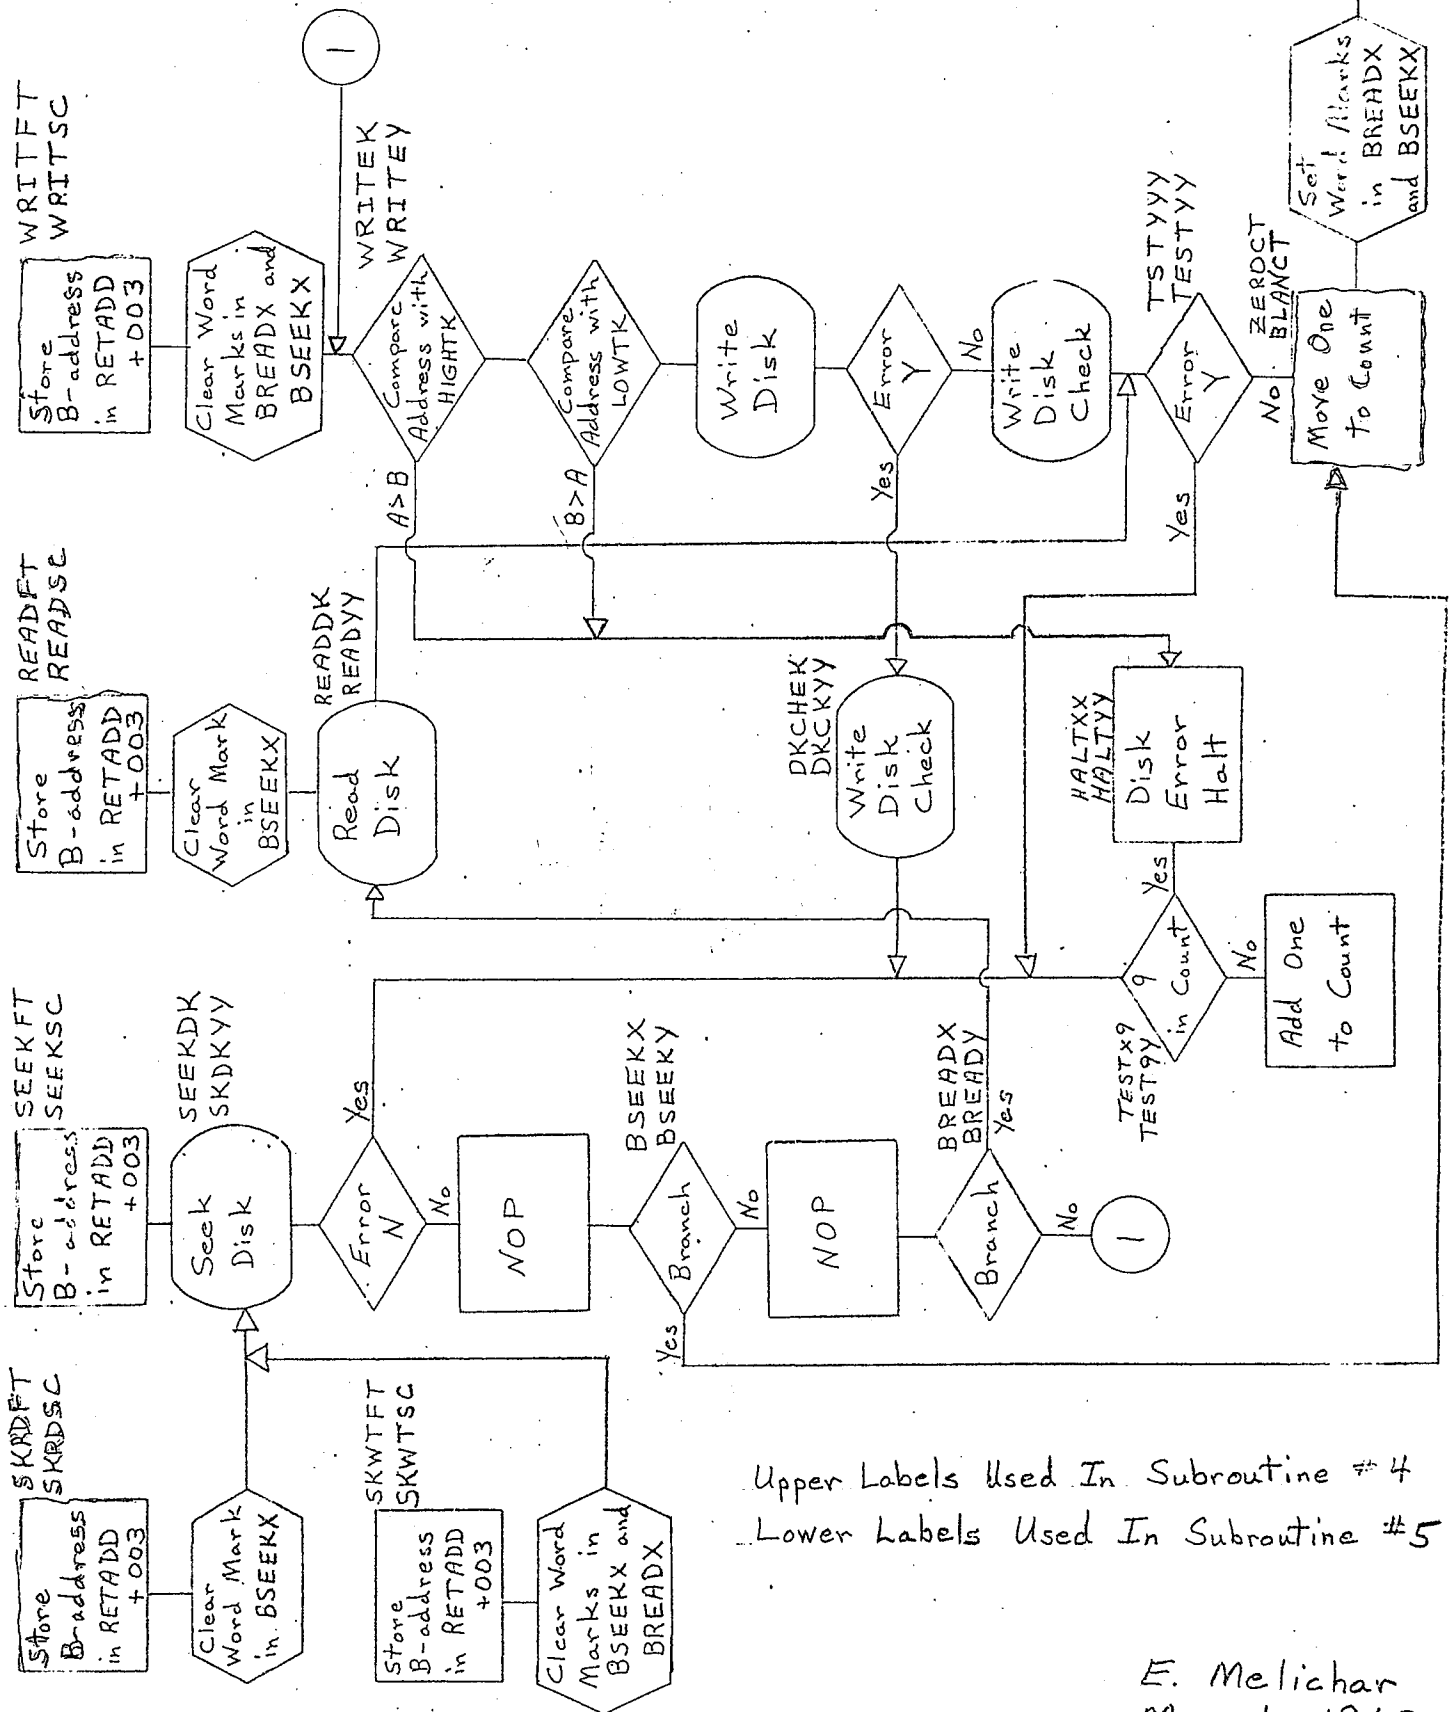 SKRDFT
SKRDSC
Store
B-address
in RETADD
+003
Clear
Word Mark
in BSEEKX
SKWTFT
SKWTSC
Store
B-address
in RETADD
+003
Clear Word
Marks in
BSEEKX and
BREADX
SEEKFT
SEEKSC
Store
B-address
in RETADD
+003
SEEKDK
SKDKYY
Seek
Disk
Error
N
Yes
No
NOP
BSEEKX
BSEEKY
Branch
Yes
No
NOP
BREADX
BREADY
Branch
Yes
No
1
READFT
READSC
Store
B-address
in RETADD
+003
Clear
Word Mark
in
BSEEKX
READDK
READYY
Read
Disk
DKCHEK
DKCKYY
Write
Disk
Check
HALTXX
HALTYY
Disk
Error
Halt
Yes
TESTX9
TEST9Y
9
in Count
No
Add One
to Count
WRITFT
WRITSC
Store
B-address
in RETADD
+003
Clear Word
Marks in
BREADX and
BSEEKX
1
WRITEK
WRITEY
Compare
Address with
HIGHTK
A>B
Compare
Address with
LOWTK
B>A
Write
Disk
Error
Y
Yes
No
Write
Disk
Check
TSTYYY
TESTYY
Error
Y
Yes
No
ZEROCT
BLANCT
Move One
to Count
Set
Word Marks
in BREADX
and BSEEKX
Upper Labels Used In Subroutine #4
Lower Labels Used In Subroutine #5
E. Melichar